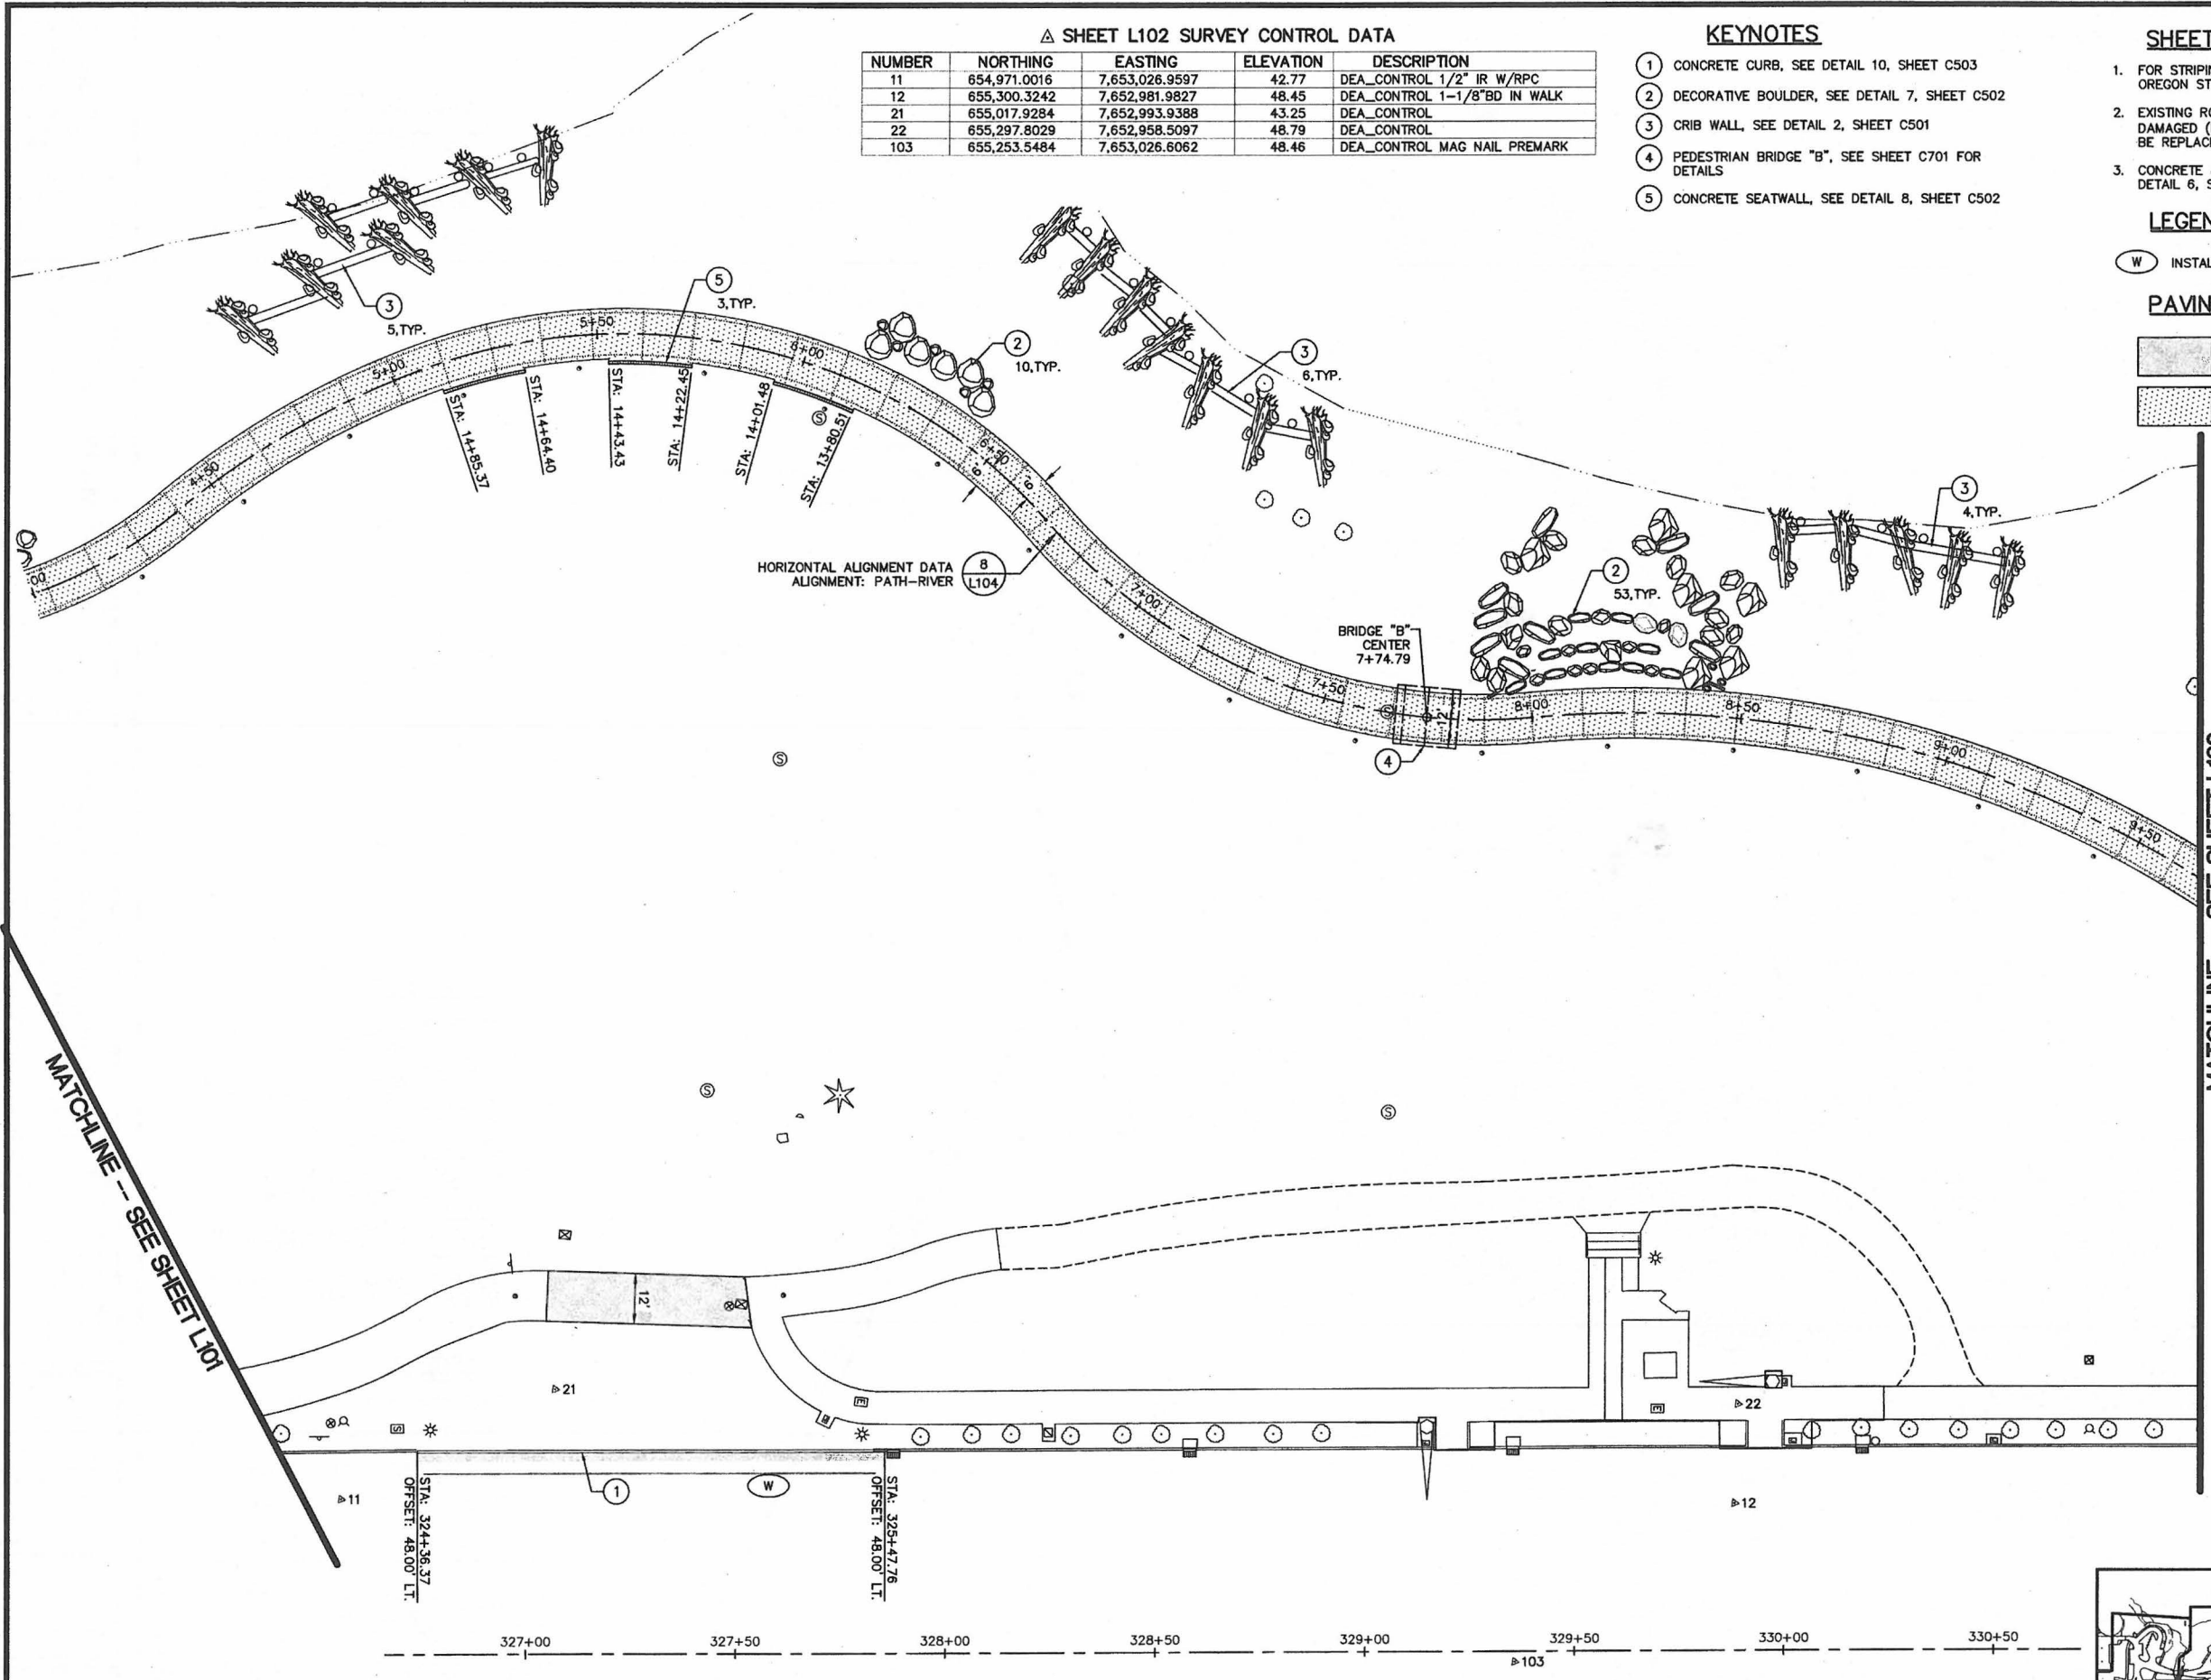 △ SHEET L102 SURVEY CONTROL DATA
NUMBER NORTHING EASTING ELEVATION DESCRIPTION
11 654,971.0016 7,653,026.9597 42.77 DEA_CONTROL 1/2" IR W/RPC
12 655,300.3242 7,652,981.9827 48.45 DEA_CONTROL 1-1/8"BD IN WALK
21 655,017.9284 7,652,993.9388 43.25 DEA_CONTROL
22 655,297.8029 7,652,958.5097 48.79 DEA_CONTROL
103 655,253.5484 7,653,026.6062 48.46 DEA_CONTROL MAG NAIL PREMARK
KEYNOTES
1 CONCRETE CURB, SEE DETAIL 10, SHEET C503
2 DECORATIVE BOULDER, SEE DETAIL 7, SHEET C502
3 CRIB WALL, SEE DETAIL 2, SHEET C501
4 PEDESTRIAN BRIDGE "B", SEE SHEET C701 FOR
DETAILS
5 CONCRETE SEATWALL, SEE DETAIL 8, SHEET C502
SHEET
1. FOR STRIPI
OREGON ST
2. EXISTING R
DAMAGED (
BE REPLAC
3. CONCRETE
DETAIL 6, S
LEGEN
W INSTAL
PAVIN
3
5,TYP.
5
3,TYP.
2
10,TYP.
3
6,TYP.
3
4,TYP.
2
53,TYP.
00
4+50
5+00
5+50
6+00
6+50
7+00
7+50
8+00
8+50
9+00
9+50
STA: 14+85.37
STA: 14+64.40
STA: 14+43.43
STA: 14+22.45
STA: 14+01.48
STA: 13+80.51
S
6'
6'
HORIZONTAL ALIGNMENT DATA
ALIGNMENT: PATH-RIVER
8
L104
BRIDGE "B"
CENTER
7+74.79
S
12'
4
S
S
S
MATCHLINE -- SEE SHEET L101
12'
21
22
11
12
S
E
E
1
W
STA: 324+36.37
OFFSET: 48.00' LT.
STA: 325+47.76
OFFSET: 48.00' LT.
327+00
327+50
328+00
328+50
329+00
329+50
330+00
330+50
103